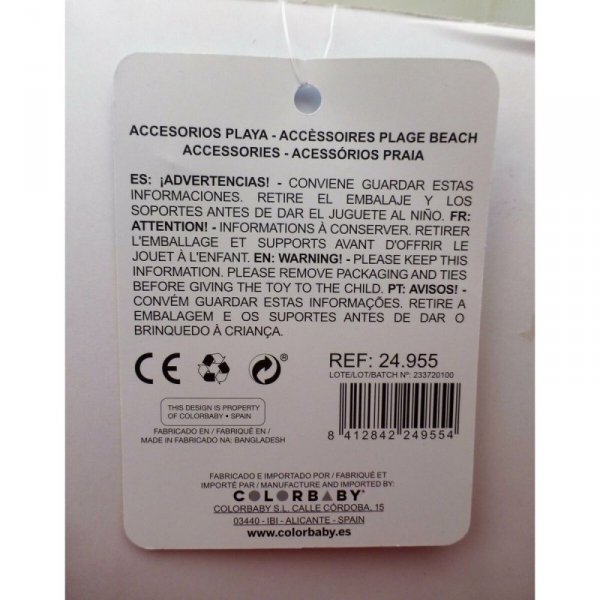 ACCESORIOS PLAYA - ACCÈSSOIRES PLAGE BEACH
ACCESSORIES - ACESSÓRIOS PRAIA
ES: ¡ADVERTENCIAS! - CONVIENE GUARDAR ESTAS
INFORMACIONES. RETIRE EL EMBALAJE Y LOS
SOPORTES ANTES DE DAR EL JUGUETE AL NIÑO. FR:
ATTENTION! - INFORMATIONS À CONSERVER. RETIRER
L'EMBALLAGE ET SUPPORTS AVANT D'OFFRIR LE
JOUET À L'ENFANT. EN: WARNING! - PLEASE KEEP THIS
INFORMATION. PLEASE REMOVE PACKAGING AND TIES
BEFORE GIVING THE TOY TO THE CHILD. PT: AVISOS! -
CONVÉM GUARDAR ESTAS INFORMAÇÕES. RETIRE A
EMBALAGEM E OS SUPORTES ANTES DE DAR O
BRINQUEDO À CRIANÇA.
CE ®
REF: 24.955
LOTE/LOT/BATCH Nº: 233720100
8 412842 249554
THIS DESIGN IS PROPERTY
OF COLORBABY • SPAIN
FABRICADO EN / FABRIQUÉ EN /
MADE IN FABRICADO NA: BANGLADESH
FABRICADO E IMPORTADO POR / FABRIQUÉ ET
IMPORTÉ PAR / MANUFACTURE AND IMPORTED BY:
COLORBABY®
COLORBABY S.L. CALLE CÓRDOBA, 15
03440 - IBI - ALICANTE - SPAIN
www.colorbaby.es